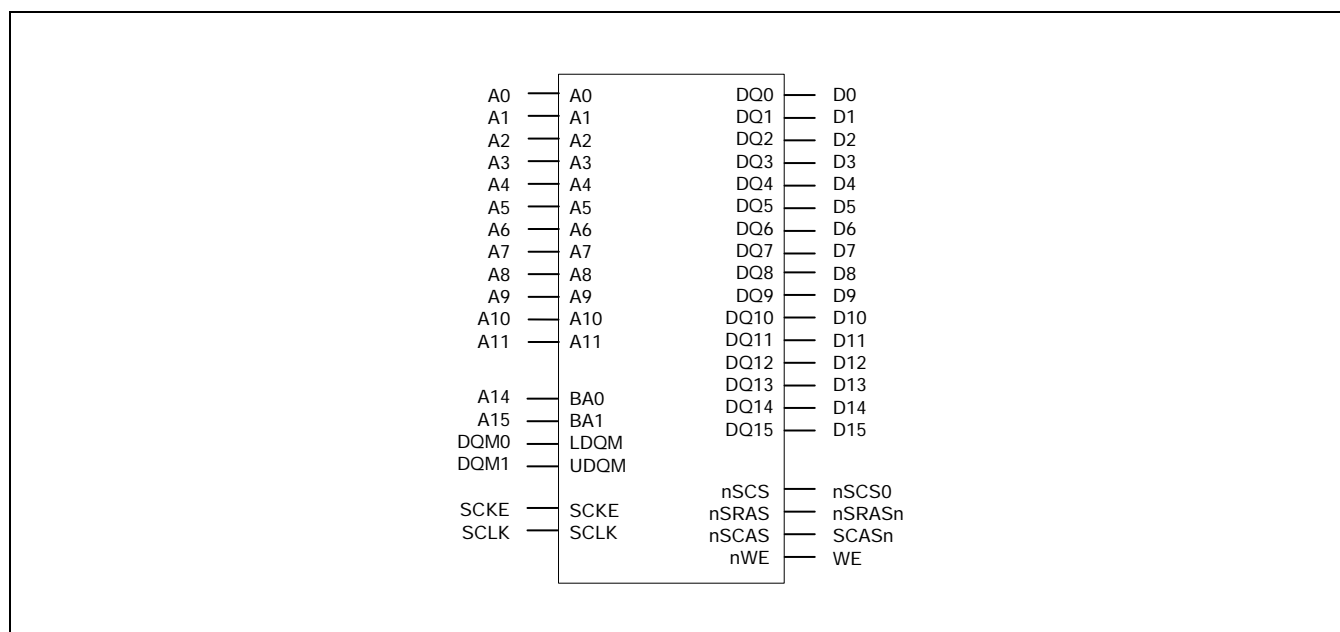 A0 A0 DQ0 D0
A1 A1 DQ1 D1
A2 A2 DQ2 D2
A3 A3 DQ3 D3
A4 A4 DQ4 D4
A5 A5 DQ5 D5
A6 A6 DQ6 D6
A7 A7 DQ7 D7
A8 A8 DQ8 D8
A9 A9 DQ9 D9
A10 A10 DQ10 D10
A11 A11 DQ11 D11
DQ12 D12
DQ13 D13
A14 BA0 DQ14 D14
A15 BA1 DQ15 D15
DQM0 LDQM
DQM1 UDQM
nSCS nSCS0
SCKE SCKE nSRAS nSRASn
SCLK SCLK nSCAS SCASn
nWE WE